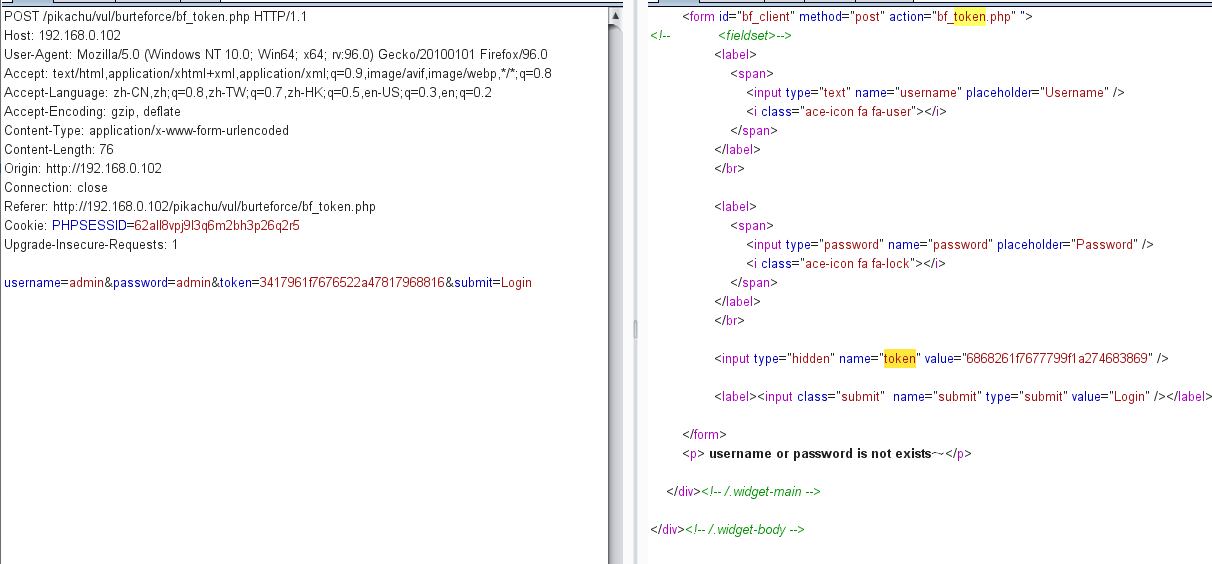 POST /pikachu/vul/burteforce/bf_token.php HTTP/1.1
Host: 192.168.0.102
User-Agent: Mozilla/5.0 (Windows NT 10.0; Win64; x64; rv:96.0) Gecko/20100101 Firefox/96.0
Accept: text/html,application/xhtml+xml,application/xml;q=0.9,image/avif,image/webp,*/*;q=0.8
Accept-Language: zh-CN,zh;q=0.8,zh-TW;q=0.7,zh-HK;q=0.5,en-US;q=0.3,en;q=0.2
Accept-Encoding: gzip, deflate
Content-Type: application/x-www-form-urlencoded
Content-Length: 76
Origin: http://192.168.0.102
Connection: close
Referer: http://192.168.0.102/pikachu/vul/burteforce/bf_token.php
Cookie: PHPSESSID=62all8vpj9l3q6m2bh3p26q2r5
Upgrade-Insecure-Requests: 1
username=admin&password=admin&token=3417961f7676522a47817968816&submit=Login
<form id="bf_client" method="post" action="bf_token.php" ">
<!-- <fieldset>-->
<label>
<span>
<input type="text" name="username" placeholder="Username" />
<i class="ace-icon fa fa-user"></i>
</span>
</label>
</br>
<label>
<span>
<input type="password" name="password" placeholder="Password" />
<i class="ace-icon fa fa-lock"></i>
</span>
</label>
</br>
<input type="hidden" name="token" value="6868261f7677799f1a274683869" />
<label><input class="submit" name="submit" type="submit" value="Login" /></label>
</form>
<p> username or password is not exists~</p>
</div><!-- /.widget-main -->
</div><!-- /.widget-body -->